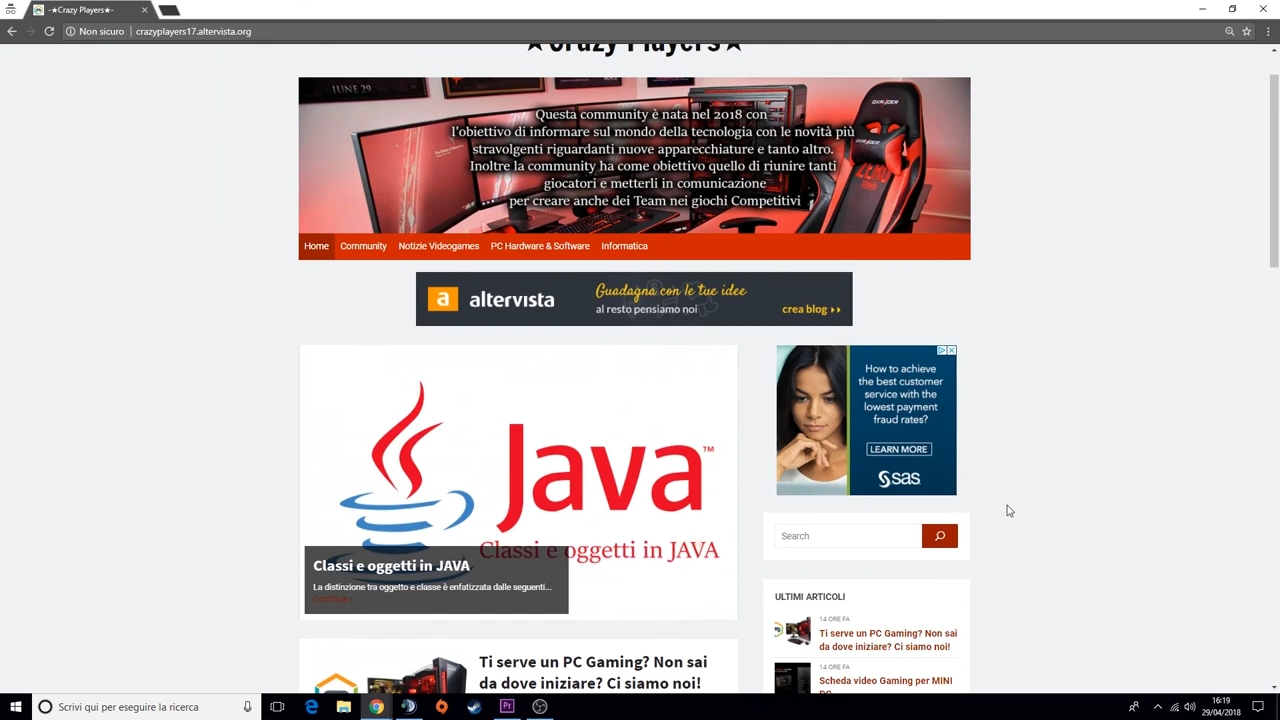 -★Crazy Players★-
Non sicuro
crazyplayers17.altervista.org
★Crazy Players★
JUNE 29
Questa community è nata nel 2018 con
l'obiettivo di informare sul mondo della tecnologia con le novità più
stravolgenti riguardanti nuove apparecchiature e tanto altro.
Inoltre la community ha come obiettivo quello di riunire tanti
giocatori e metterli in comunicazione
per creare anche dei Team nei giochi Competitivi
Home Community Notizie Videogames PC Hardware & Software Informatica
a altervista
Guadagna con le tue idee
al resto pensiamo noi
crea blog
Java™
Classi e oggetti in JAVA
Classi e oggetti in JAVA
La distinzione tra oggetto e classe è enfatizzata dalle seguenti...
Continua »
How to achieve
the best customer
service with the
lowest payment
fraud rates?
LEARN MORE
sas
Search
ULTIMI ARTICOLI
14 ORE FA
Ti serve un PC Gaming? Non sai
da dove iniziare? Ci siamo noi!
14 ORE FA
Scheda video Gaming per MINI
Ti serve un PC Gaming? Non sai
da dove iniziare? Ci siamo noi!
Scrivi qui per eseguire la ricerca
Pr
16:19
29/04/2018